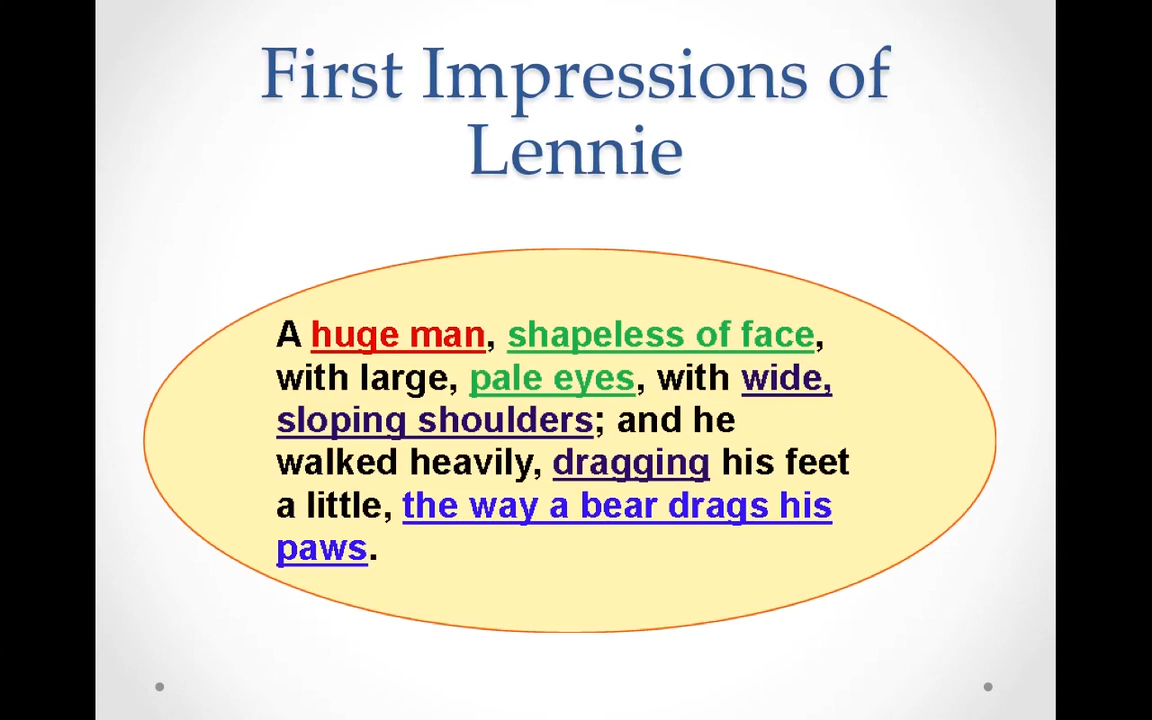 First Impressions of
Lennie
A huge man, shapeless of face,
with large, pale eyes, with wide,
sloping shoulders; and he
walked heavily, dragging his feet
a little, the way a bear drags his
paws.